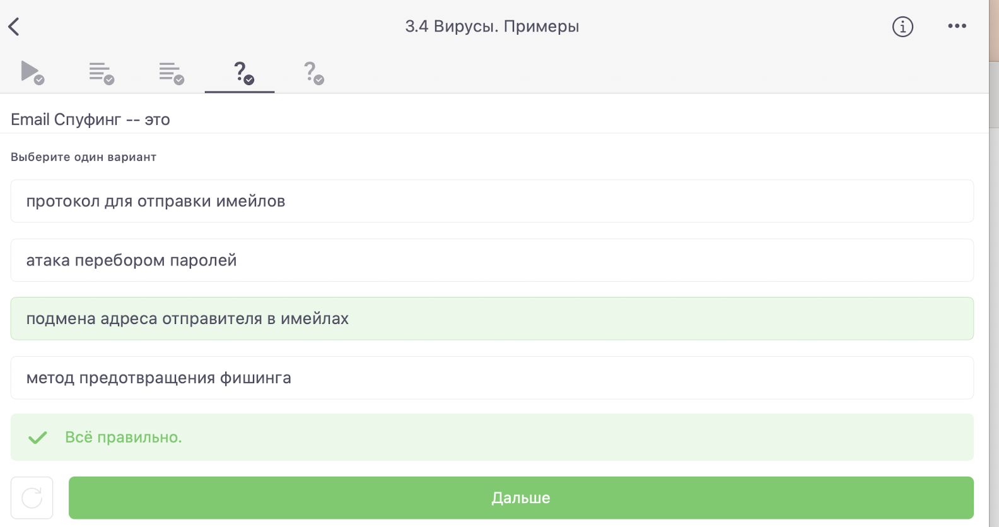 3.4 Вирусы. Примеры
Email Спуфинг -- это
Выберите один вариант
протокол для отправки имейлов
атака перебором паролей
подмена адреса отправителя в имейлах
метод предотвращения фишинга
Всё правильно.
Дальше